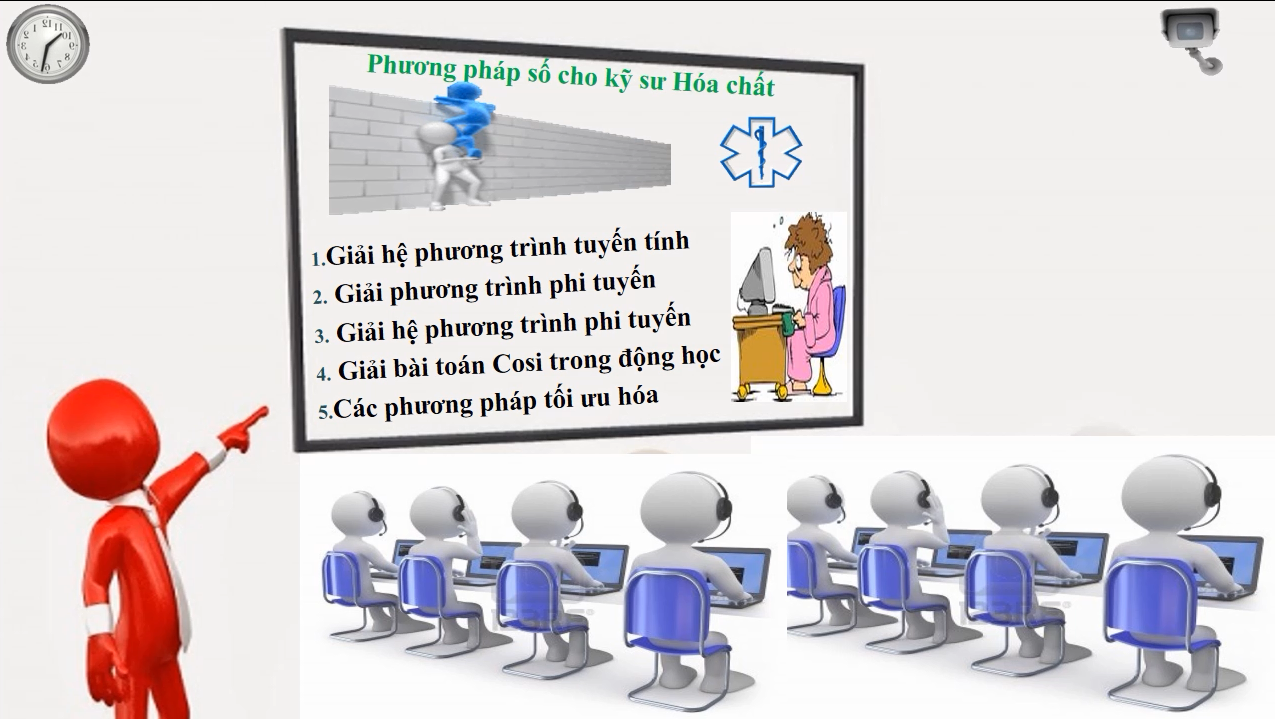 Phương pháp số cho kỹ sư Hóa chất
1.Giải hệ phương trình tuyến tính
2. Giải phương trình phi tuyến
3. Giải hệ phương trình phi tuyến
4. Giải bài toán Cosi trong động học
5.Các phương pháp tối ưu hóa